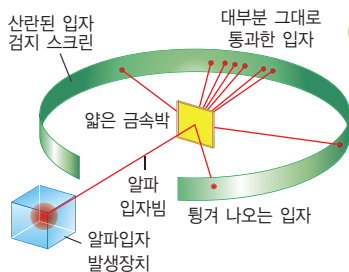 산란된 입자
검지 스크린
대부분 그대로
통과한 입자
얇은 금속박
알파
입자빔
튕겨 나오는 입자
알파입자
발생장치